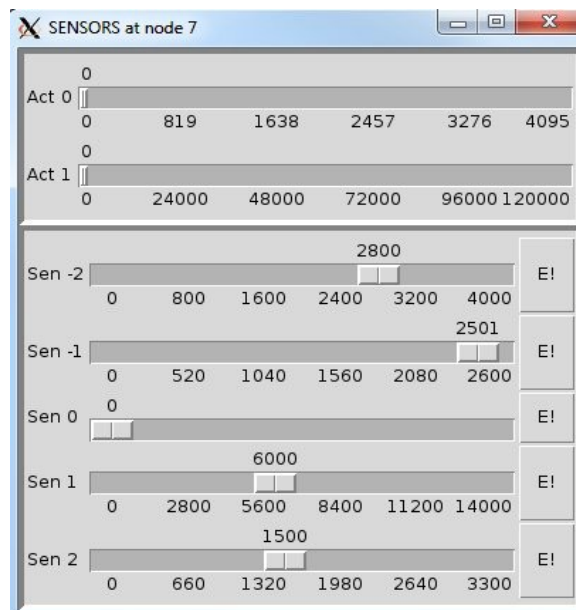 SENSORS at node 7
0
Act 0
0 819 1638 2457 3276 4095
0
Act 1
0 24000 48000 72000 96000 120000
2800
Sen -2 E!
0 800 1600 2400 3200 4000
2501
Sen -1 E!
0 520 1040 1560 2080 2600
0
Sen 0 E!
6000
Sen 1 E!
0 2800 5600 8400 11200 14000
1500
Sen 2 E!
0 660 1320 1980 2640 3300